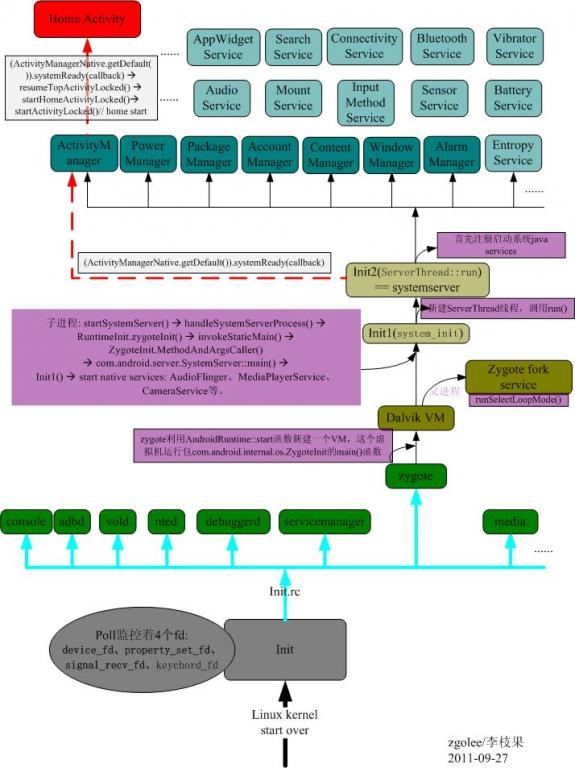 Home Activity
(ActivityManagerNative.getDefault(
)).systemReady(callback) →
resumeTopActivityLocked() →
startHomeActivityLocked()→
startActivityLocked()// home start
......
AppWidget
Service
Search
Service
Connectivity
Service
Bluetooth
Service
Vibrator
Service
......
Audio
Service
Mount
Service
Input
Method
Service
Sensor
Service
Battery
Service
ActivityM
anager
Power
Manager
Package
Manager
Account
Manager
Content
Manager
Window
Manager
Alarm
Manager
Entropy
Service
......
首先注册启动系统java
services
(ActivityManagerNative.getDefault()).systemReady(callback)
Init2(ServerThread::run)
== systemserver
新建ServerThread线程，调用run()
子进程: startSystemServer() → handleSystemServerProcess() →
RuntimeInit.zygoteInit() → invokeStaticMain() →
ZygoteInit.MethodAndArgsCaller()
→ com.android.server.SystemServer::main() →
Init1() → start native services: AudioFlinger、MediaPlayerService、
CameraService等。
Init1(system_init)
Zygote fork
service
父进程
runSelectLoopMode()
Dalvik VM
zygote利用AndroidRuntime::start函数新建一个VM，这个虚
拟机运行包com.android.internal.os.ZygoteInit的main()函数
zygote
console
adbd
vold
nted
debuggerd
servicemanager
media
......
Init.rc
Poll监控着4个fd:
device_fd、property_set_fd、
signal_recv_fd、keychord_fd
Init
Linux kernel
start over
zgolee/李枝果
2011-09-27